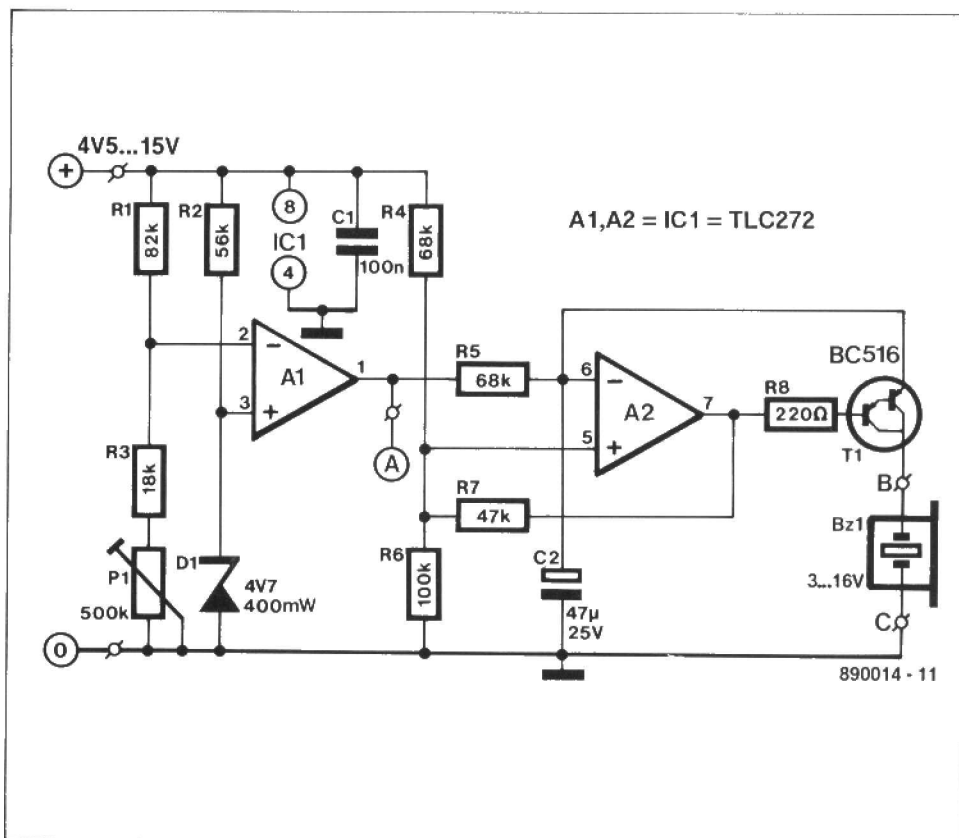 4V5...15V
+
R1
82k
R2
56k
8
IC1
4
C1
100n
R4
68k
A1,A2 = IC1 = TLC272
2
−
A1
3
+
1
A
R5
68k
6
−
A2
5
+
7
BC516
R8
220Ω
T1
R3
18k
R7
47k
B
Bz1
3...16V
C
P1
500k
D1
4V7
400mW
R6
100k
C2
47µ
25V
0
890014 - 11